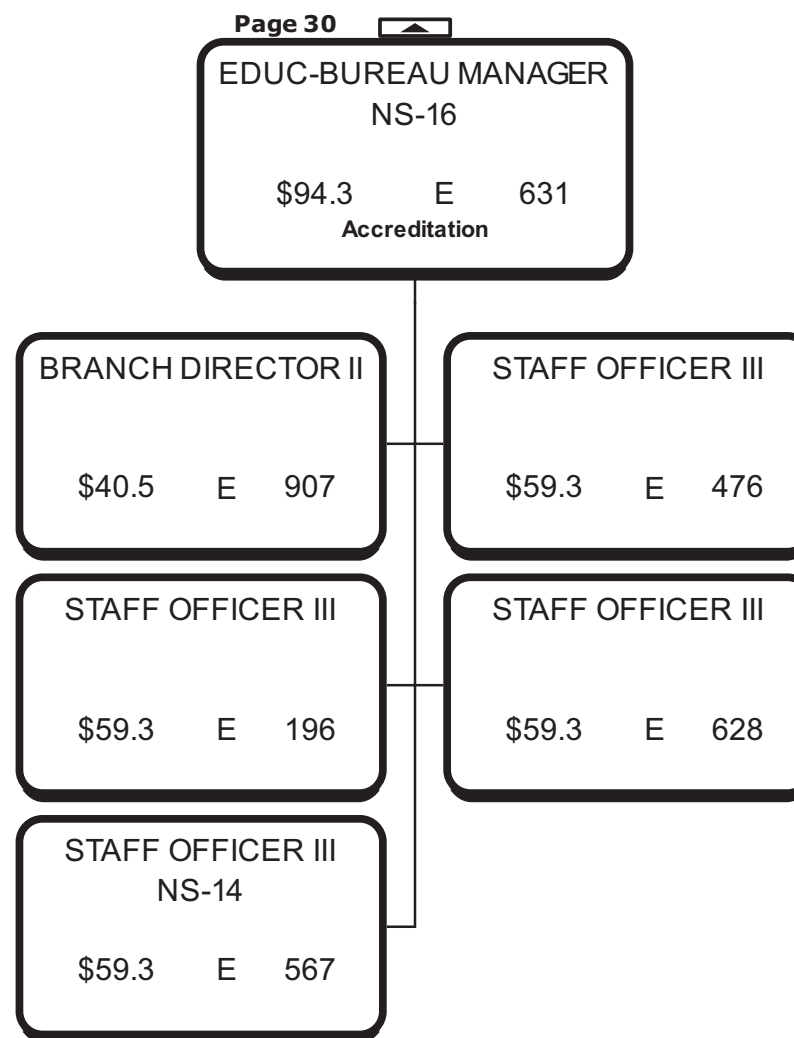 Page 30
EDUC-BUREAU MANAGER
NS-16
$94.3 E 631
Accreditation
BRANCH DIRECTOR II
$40.5 E 907
STAFF OFFICER III
$59.3 E 476
STAFF OFFICER III
$59.3 E 196
STAFF OFFICER III
$59.3 E 628
STAFF OFFICER III
NS-14
$59.3 E 567